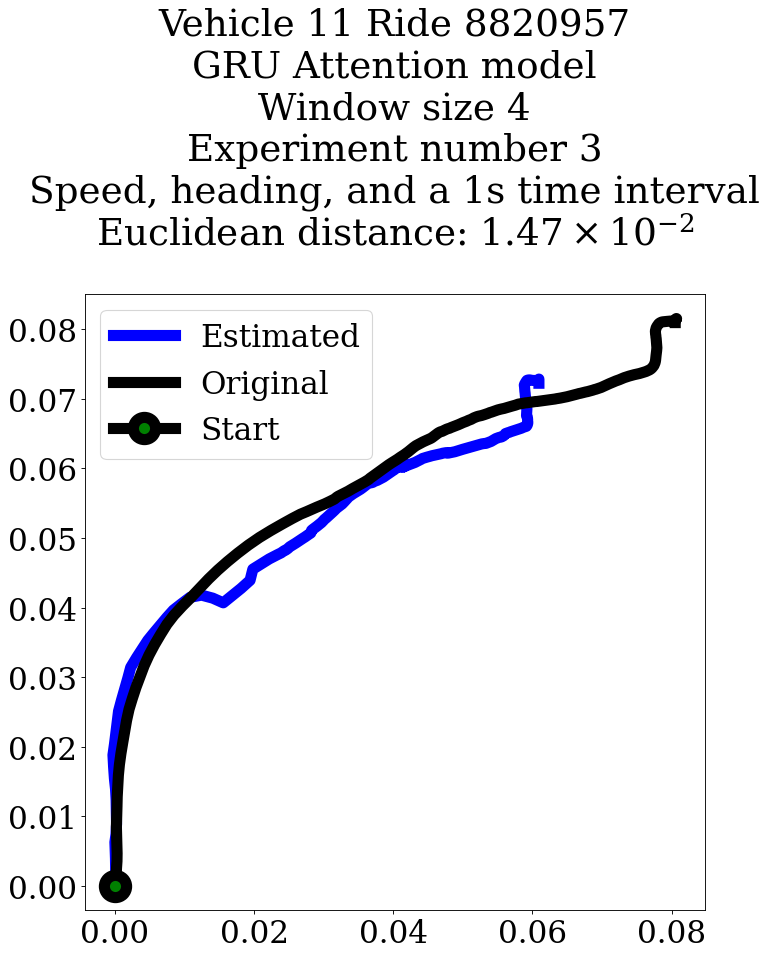 Vehicle 11 Ride 8820957
GRU Attention model
Window size 4
Experiment number 3
Speed, heading, and a 1s time interval
Euclidean distance: 1.47 × 10⁻²
Estimated
Original
Start
0.08
0.07
0.06
0.05
0.04
0.03
0.02
0.01
0.00
0.00 0.02 0.04 0.06 0.08